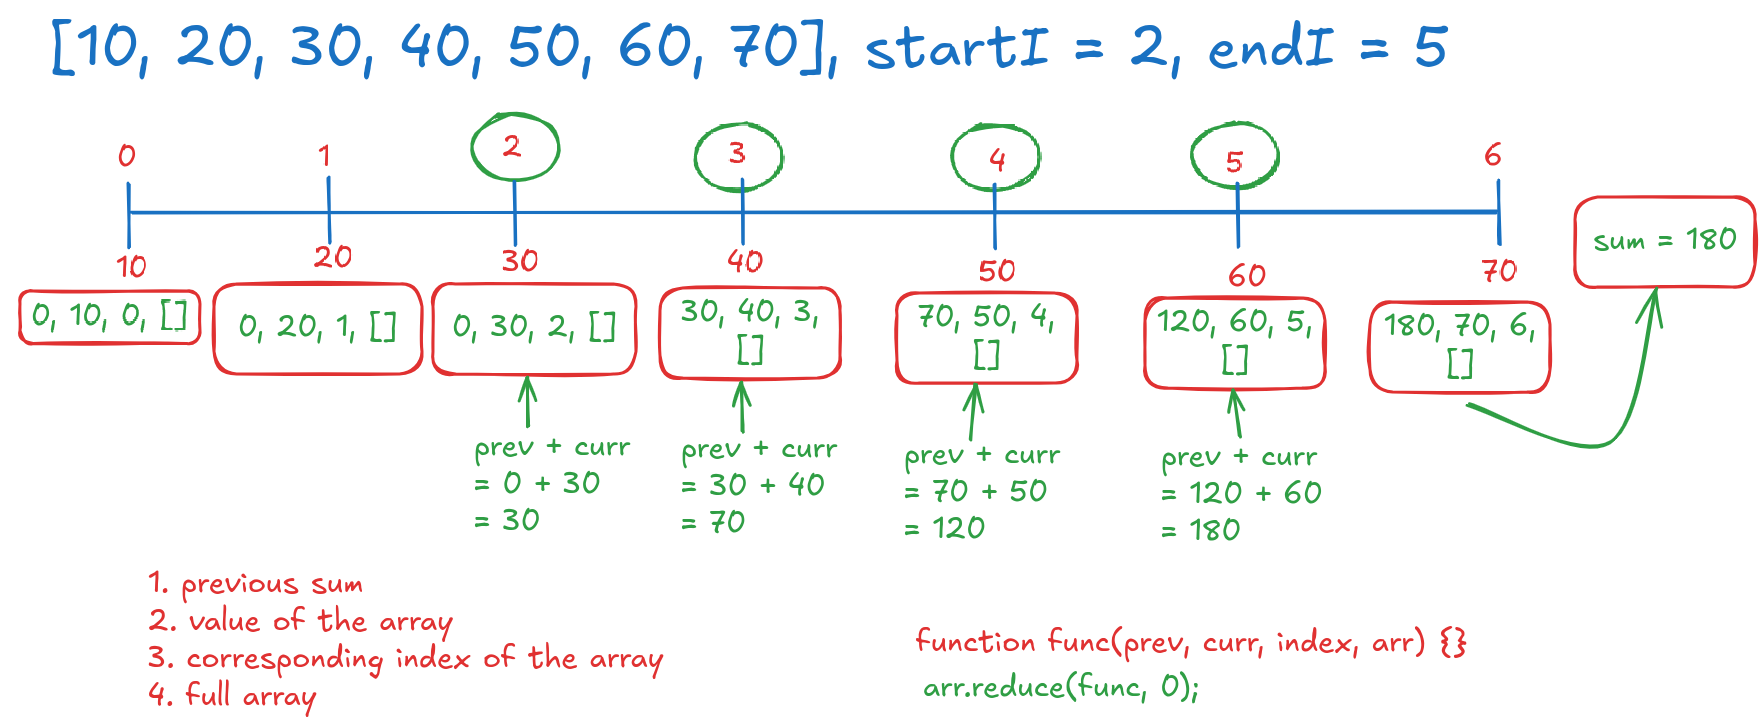 [10, 20, 30, 40, 50, 60, 70], startI = 2, endI = 5
0
1
2
3
4
5
6
10
20
30
40
50
60
70
sum = 180
0, 10, 0, []
0, 20, 1, []
0, 30, 2, []
30, 40, 3,
[]
70, 50, 4,
[]
120, 60, 5,
[]
180, 70, 6,
[]
prev + curr
= 0 + 30
= 30
prev + curr
= 30 + 40
= 70
prev + curr
= 70 + 50
= 120
prev + curr
= 120 + 60
= 180
1. previous sum
2. value of the array
3. corresponding index of the array
4. full array
function func(prev, curr, index, arr) {}
arr.reduce(func, 0);